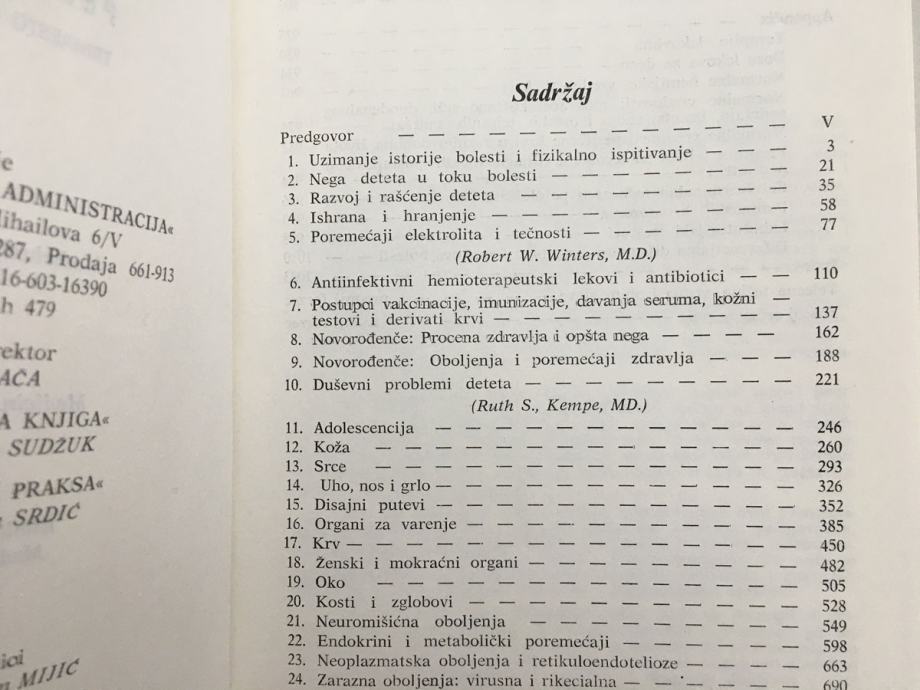 e
ADMINISTRACIJA«
ihailova 6/V
287, Prodaja 661-913
16-603-16390
h 479
ektor
AĆA
A KNJIGA«
SUDŽUK
PRAKSA«
SRDIĆ
MIJIĆ
Sadržaj
Predgovor — — — — — — — — — — — — V
1. Uzimanje istorije bolesti i fizikalno ispitivanje — — — — 3
2. Nega deteta u toku bolesti — — — — — — — — — 21
3. Razvoj i rašćenje deteta — — — — — — — — — — 35
4. Ishrana i hranjenje — — — — — — — — — — — 58
5. Poremećaji elektrolita i tečnosti — — — — — — — — 77
(Robert W. Winters, M.D.)
6. Antiinfektivni hemioterapeutski lekovi i antibiotici — — 110
7. Postupci vakcinacije, imunizacije, davanja seruma, kožni —
testovi i derivati krvi — — — — — — — — — — — 137
8. Novorođenče: Procena zdravlja i opšta nega — — — — 162
9. Novorođenče: Oboljenja i poremećaji zdravlja — — — 188
10. Duševni problemi deteta — — — — — — — — — 221
(Ruth S., Kempe, MD.)
11. Adolescencija — — — — — — — — — — — — 246
12. Koža — — — — — — — — — — — — — — 260
13. Srce — — — — — — — — — — — — — — 293
14. Uho, nos i grlo — — — — — — — — — — — — 326
15. Disajni putevi — — — — — — — — — — — — 352
16. Organi za varenje — — — — — — — — — — — 385
17. Krv — — — — — — — — — — — — — — — 450
18. Ženski i mokraćni organi — — — — — — — — — 482
19. Oko — — — — — — — — — — — — — — 505
20. Kosti i zglobovi — — — — — — — — — — — 528
21. Neuromišićna oboljenja — — — — — — — — — 549
22. Endokrini i metabolički poremećaji — — — — — — 598
23. Neoplazmatska oboljenja i retikuloendotelioze — — — — 663
24. Zarazna oboljenja: virusna i rikecialna — — — — — — 690